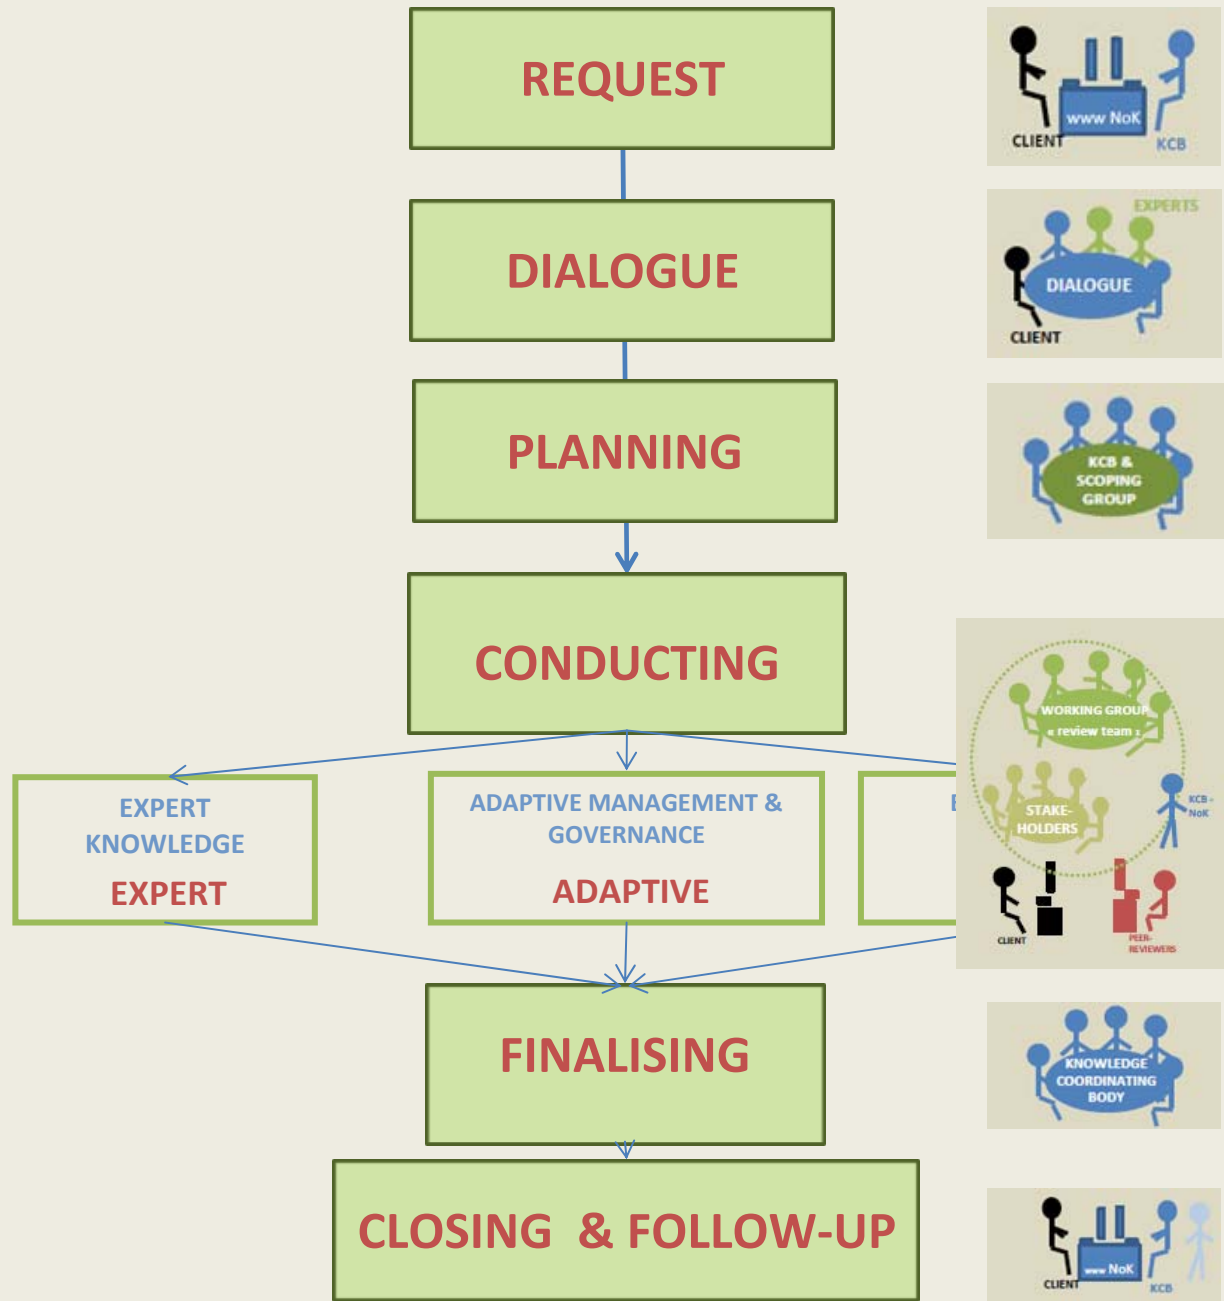 REQUEST
www NoK
CLIENT
KCB
DIALOGUE
EXPERTS
DIALOGUE
CLIENT
PLANNING
KCB &
SCOPING
GROUP
CONDUCTING
WORKING GROUP
« review team »
STAKE-
HOLDERS
KCB -
NoK
CLIENT
PEER-
REVIEWERS
EXPERT
KNOWLEDGE
EXPERT
ADAPTIVE MANAGEMENT &
GOVERNANCE
ADAPTIVE
FINALISING
KNOWLEDGE
COORDINATING
BODY
CLOSING & FOLLOW-UP
www NoK
CLIENT
KCB